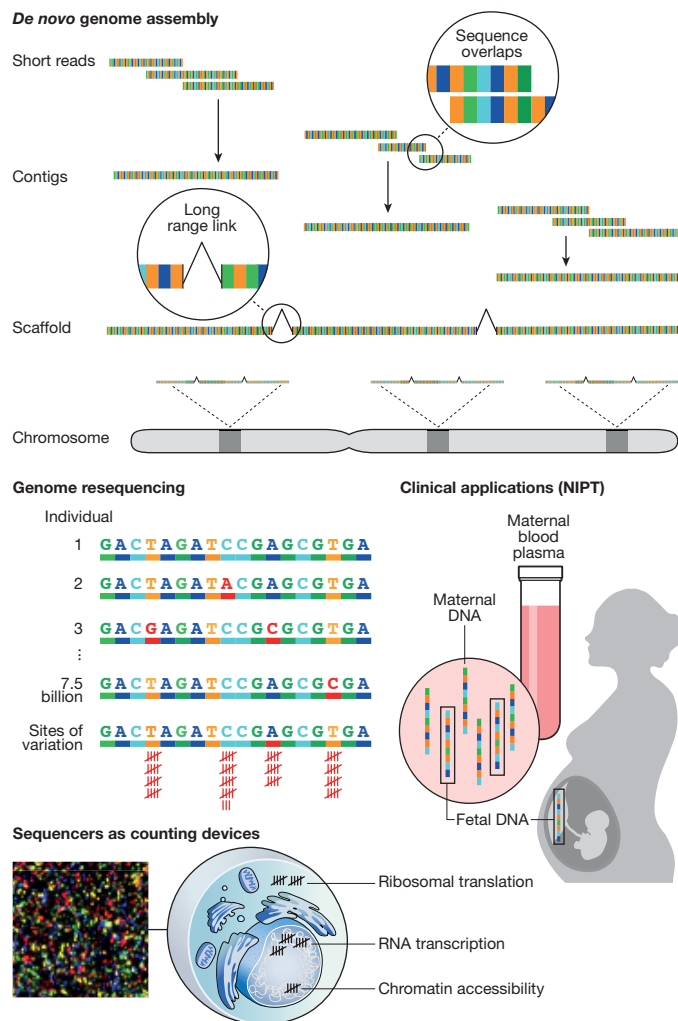 De novo genome assembly
Short reads
Sequence
overlaps
Contigs
Long
range link
Scaffold
Chromosome
Genome resequencing
Individual
1 GACTAGATCCGAGCGTGA
2 GACTAGATACGAGCGTGA
3 GACGAGATCCGCGCGTGA
⋮
7.5
billion GACTAGATCCGAGCGCGA
Sites of
variation GACTAGATCCGAGCGTGA
Clinical applications (NIPT)
Maternal
blood
plasma
Maternal
DNA
Fetal DNA
Sequencers as counting devices
Ribosomal translation
RNA transcription
Chromatin accessibility